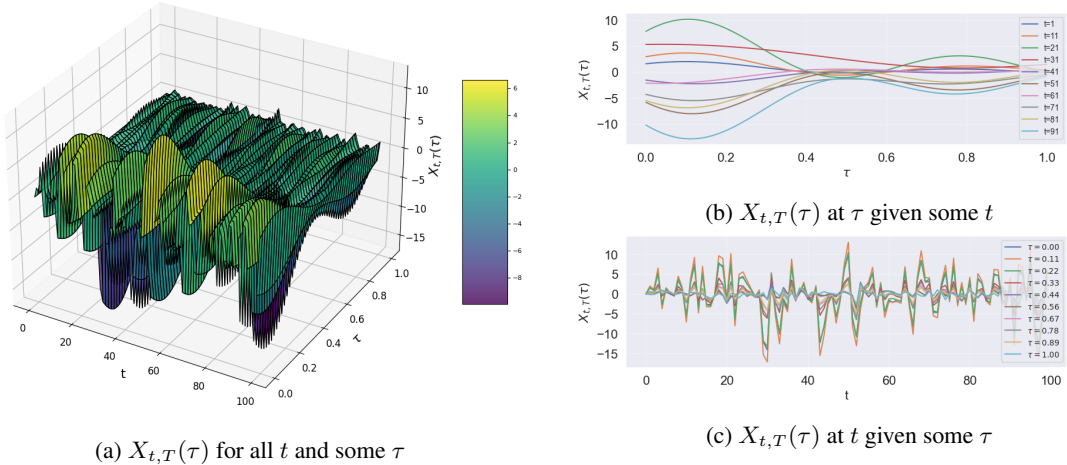 10
5
0
−5
−10
−15
X_{t,T}(τ)
0
20
40
60
80
100
t
0.0
0.2
0.4
0.6
0.8
1.0
τ
6
4
2
0
−2
−4
−6
−8
(a) X_{t,T}(τ) for all t and some τ
10
5
0
−5
−10
X_{t,T}(τ)
0.0
0.2
0.4
0.6
0.8
1.0
τ
t=1
t=11
t=21
t=31
t=41
t=51
t=61
t=71
t=81
t=91
(b) X_{t,T}(τ) at τ given some t
10
5
0
−5
−10
−15
X_{t,T}(τ)
0
20
40
60
80
100
t
τ = 0.00
τ = 0.11
τ = 0.22
τ = 0.33
τ = 0.44
τ = 0.56
τ = 0.67
τ = 0.78
τ = 0.89
τ = 1.00
(c) X_{t,T}(τ) at t given some τ